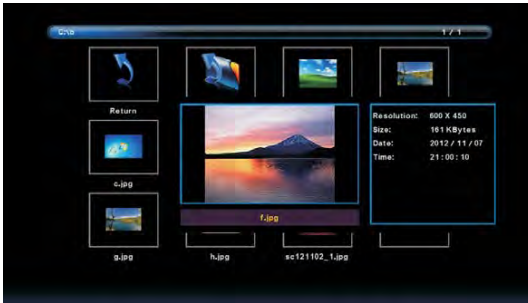 C:\b 1 / 1
Return
Resolution: 600 X 450
Size: 161 KBytes
Date: 2012 / 11 / 07
Time: 21 : 00 : 10
c.jpg
f.jpg
g.jpg h.jpg sc121102_1.jpg